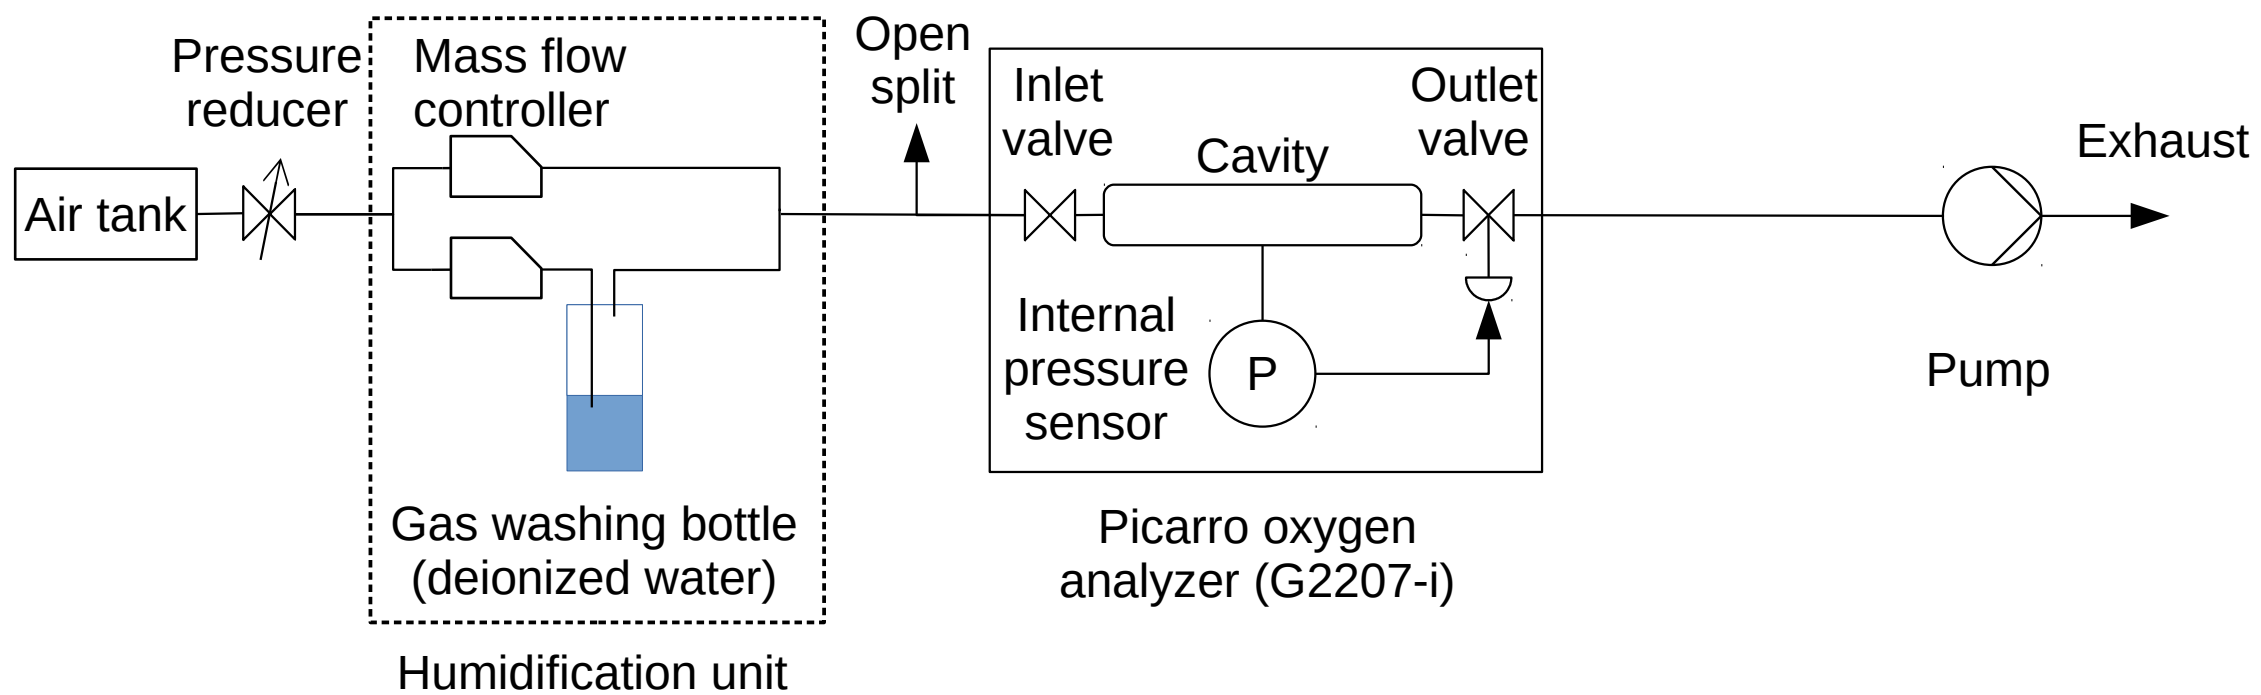 Pressure
reducer
Mass flow
controller
Open
split
Inlet
valve
Outlet
valve
Cavity
Exhaust
Air tank
Internal
pressure
sensor
P
Pump
Gas washing bottle
(deionized water)
Picarro oxygen
analyzer (G2207-i)
Humidification unit